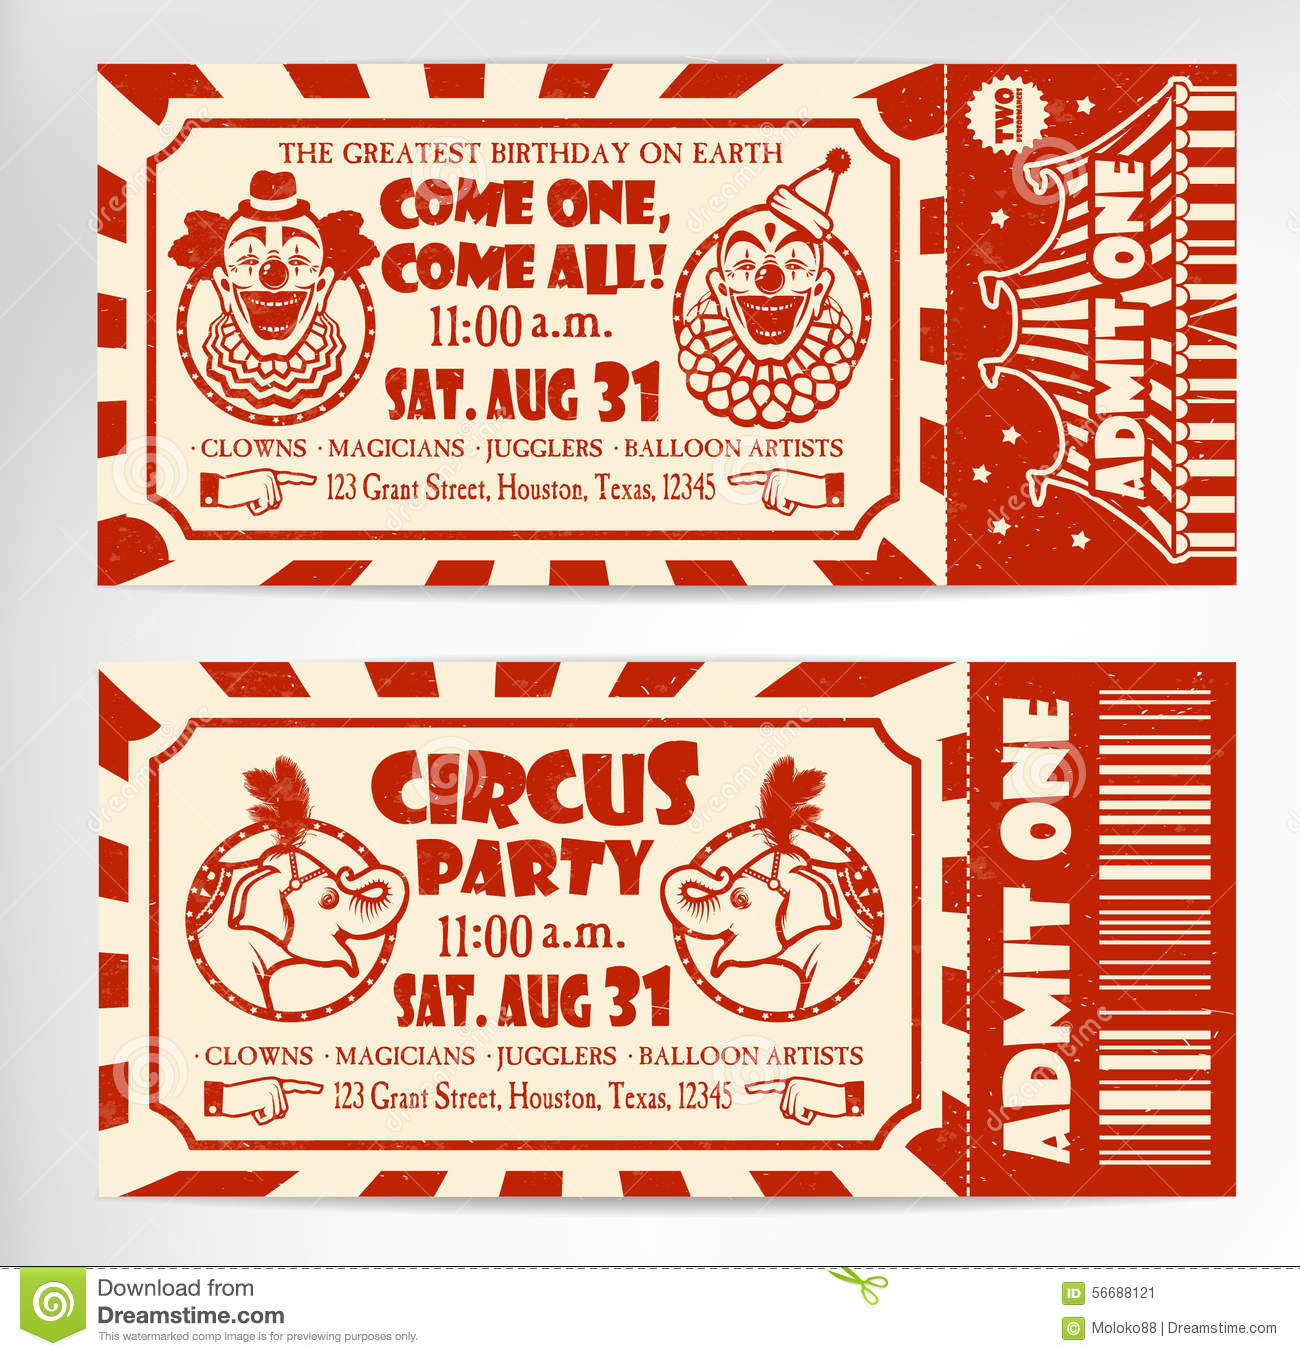 THE GREATEST BIRTHDAY ON EARTH
COME ONE,
COME ALL!
11:00 a.m.
SAT. AUG 31
· CLOWNS · MAGICIANS · JUGGLERS · BALLOON ARTISTS
123 Grant Street, Houston, Texas, 12345
TWO
PERFORMANCES
ADMIT ONE
CIRCUS
PARTY
11:00 a.m.
SAT. AUG 31
· CLOWNS · MAGICIANS · JUGGLERS · BALLOON ARTISTS
123 Grant Street, Houston, Texas, 12345
ADMIT ONE
Download from
Dreamstime.com
This watermarked comp image is for previewing purposes only.
ID 56688121
© Moloko88 | Dreamstime.com